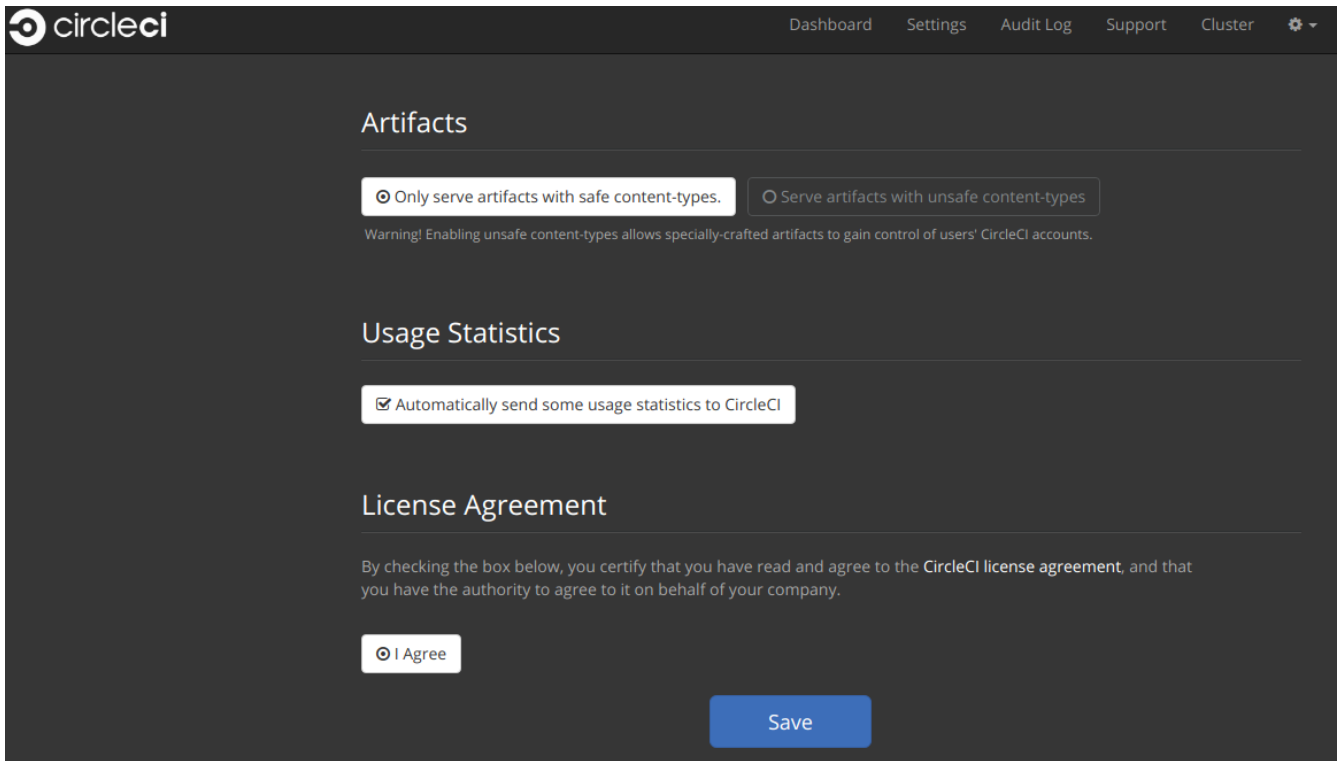 circleci
Dashboard Settings Audit Log Support Cluster
Artifacts
Only serve artifacts with safe content-types. Serve artifacts with unsafe content-types
Warning! Enabling unsafe content-types allows specially-crafted artifacts to gain control of users' CircleCI accounts.
Usage Statistics
Automatically send some usage statistics to CircleCI
License Agreement
By checking the box below, you certify that you have read and agree to the CircleCI license agreement, and that
you have the authority to agree to it on behalf of your company.
I Agree
Save